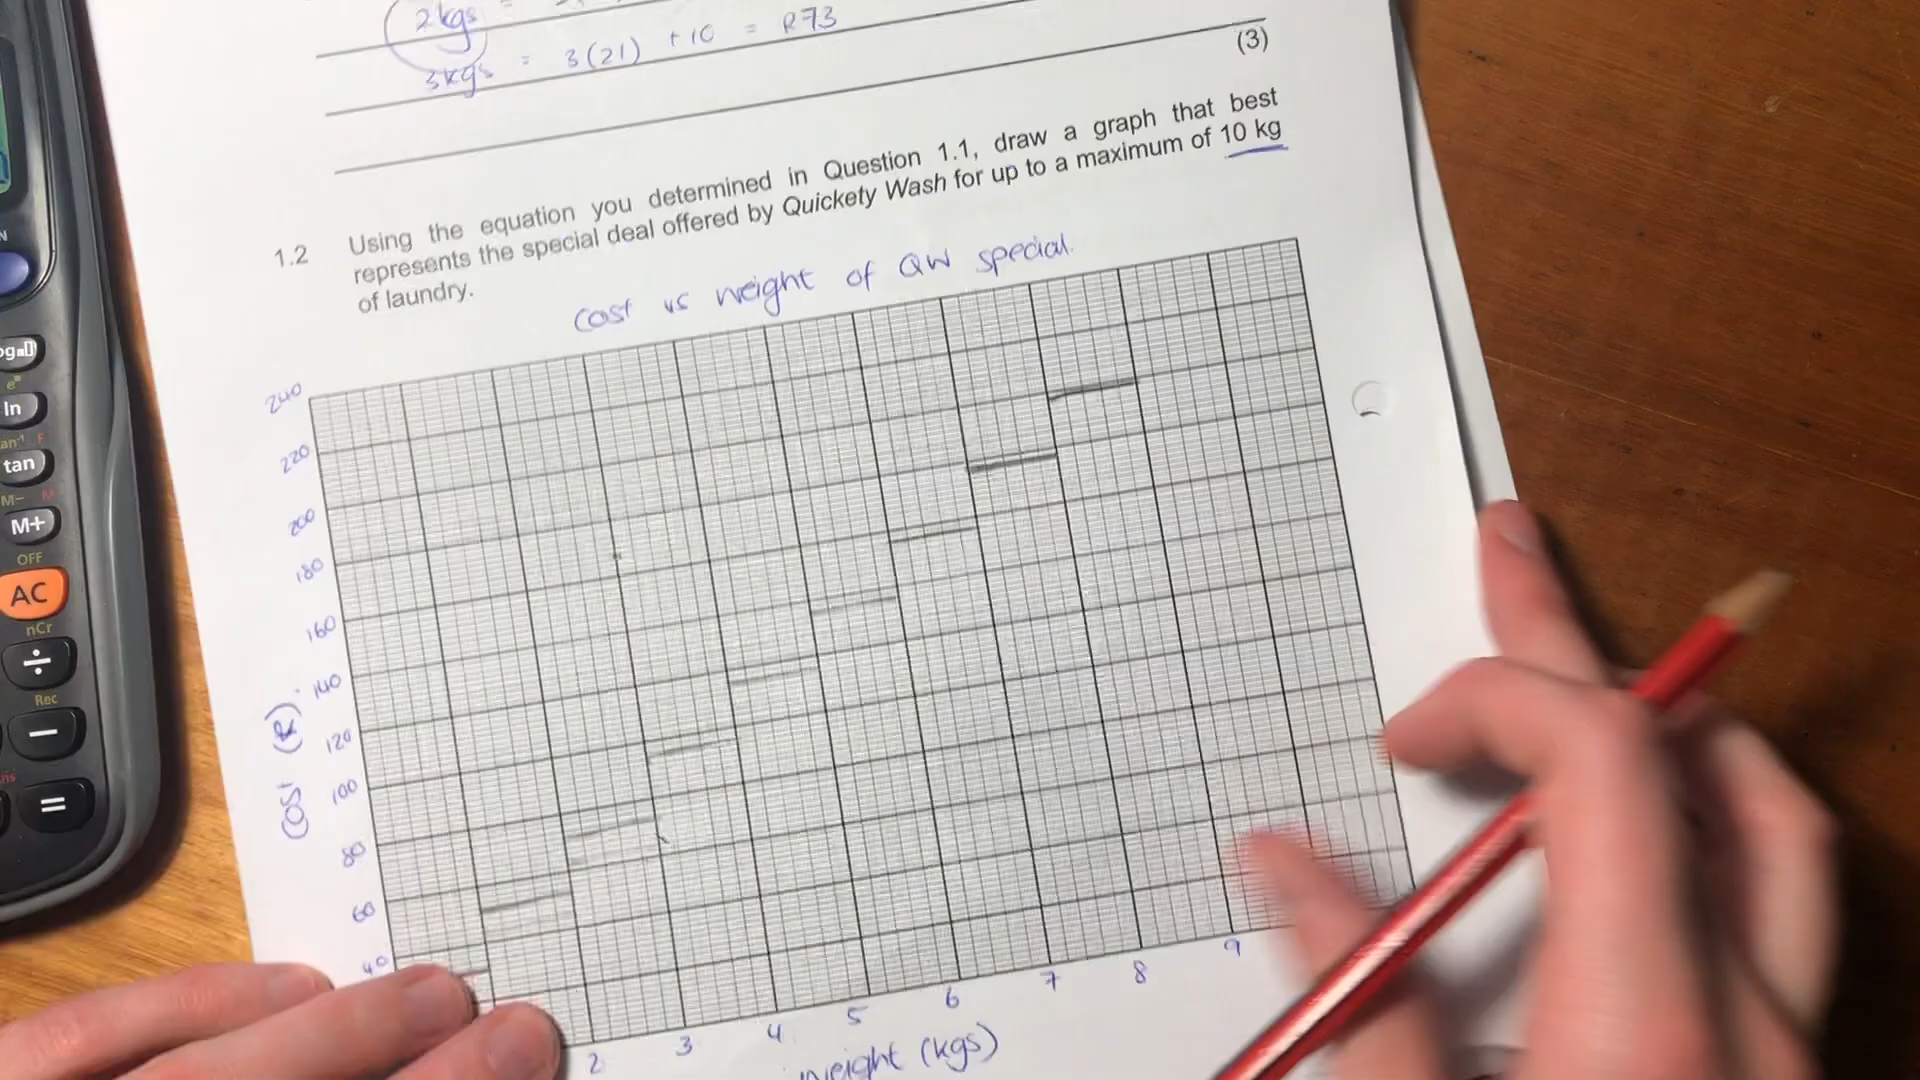 2kgs =
3kgs = 3(21) + 10 = R73
(3)
1.2 Using the equation you determined in Question 1.1, draw a graph that best
represents the special deal offered by Quickety Wash for up to a maximum of 10 kg
of laundry.
Cost vs weight of QW special.
240
220
200
180
160
140
120
100
80
60
40
Cost (R)
2 3 4 5 6 7 8 9
weight (kgs)
ln
tan⁻¹ F
tan
M- M
M+
OFF
AC
nCr
÷
Rec
−
=